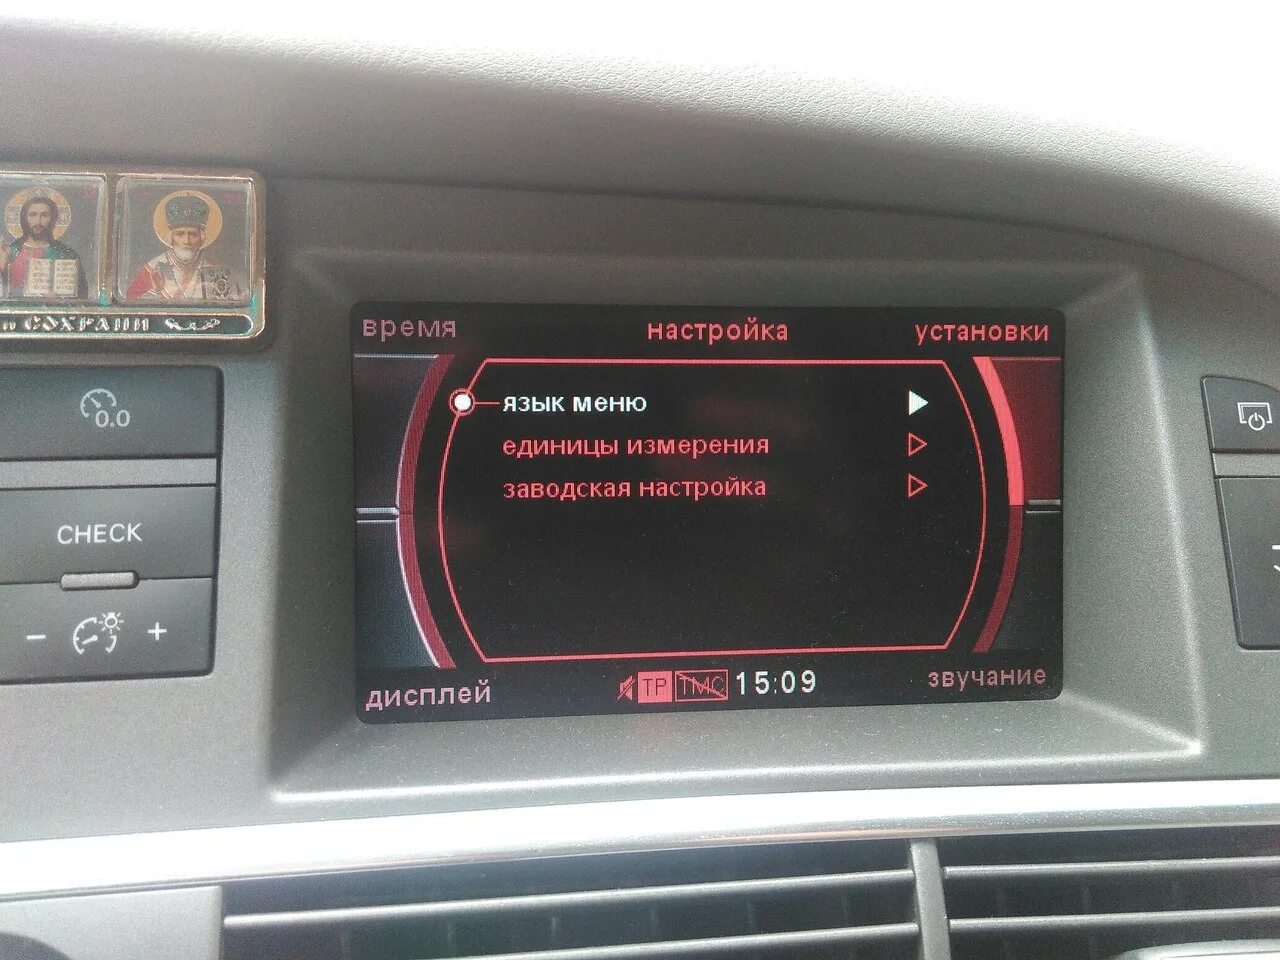 время настройка установки
язык меню
единицы измерения
заводская настройка
дисплей TP TMC 15:09 звучание
и СОХРАНИ
0.0
CHECK
- +